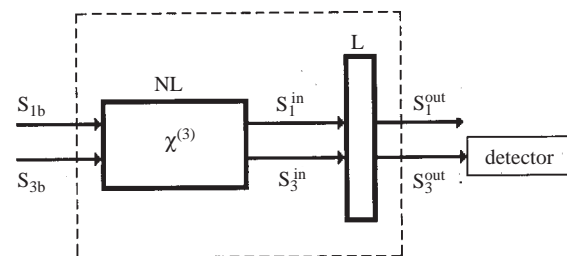 L
NL
S₁b
S₁ⁱⁿ
S₁ᵒᵘᵗ
χ⁽³⁾
detector
S₃b
S₃ⁱⁿ
S₃ᵒᵘᵗ